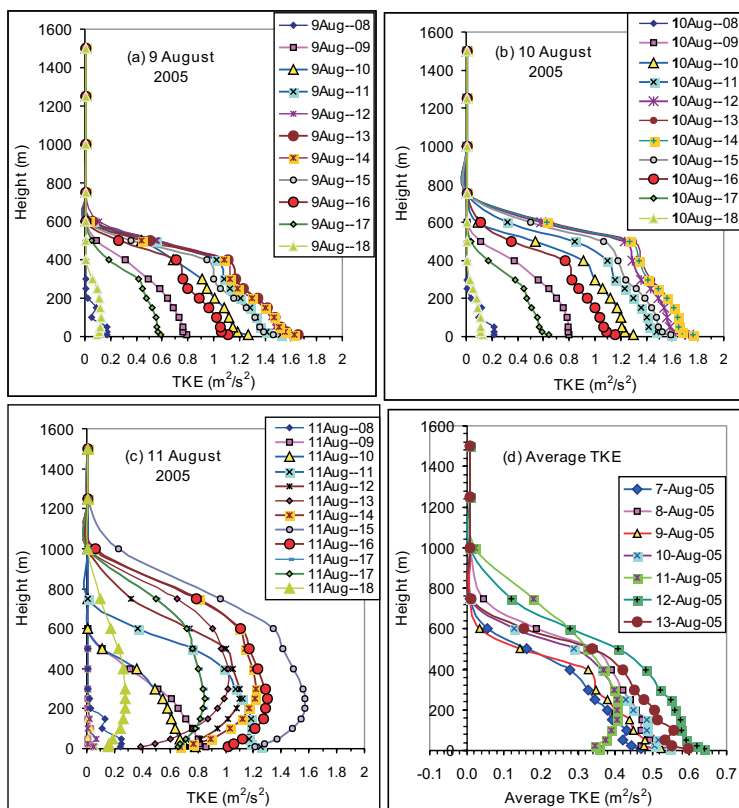 (a) 9 August
2005
Height (m)
1600
1400
1200
1000
800
600
400
200
0
0 0.2 0.4 0.6 0.8 1 1.2 1.4 1.6 1.8 2
TKE (m²/s²)
9Aug--08
9Aug--09
9Aug--10
9Aug--11
9Aug--12
9Aug--13
9Aug--14
9Aug--15
9Aug--16
9Aug--17
9Aug--18
(b) 10 August
2005
Height (m)
1600
1400
1200
1000
800
600
400
200
0
0 0.2 0.4 0.6 0.8 1 1.2 1.4 1.6 1.8 2
TKE (m²/s²)
10Aug--08
10Aug--09
10Aug--10
10Aug--11
10Aug--12
10Aug--13
10Aug--14
10Aug--15
10Aug--16
10Aug--17
10Aug--18
(c) 11 August
2005
Height (m)
1600
1400
1200
1000
800
600
400
200
0
0 0.2 0.4 0.6 0.8 1 1.2 1.4 1.6 1.8
TKE (m²/s²)
11Aug--08
11Aug--09
11Aug--10
11Aug--11
11Aug--12
11Aug--13
11Aug--14
11Aug--15
11Aug--16
11Aug--17
11Aug--17
11Aug--18
(d) Average TKE
Height (m)
1600
1400
1200
1000
800
600
400
200
0
-0.1 0.0 0.1 0.2 0.3 0.4 0.5 0.6 0.7
Average TKE (m²/s²)
7-Aug-05
8-Aug-05
9-Aug-05
10-Aug-05
11-Aug-05
12-Aug-05
13-Aug-05